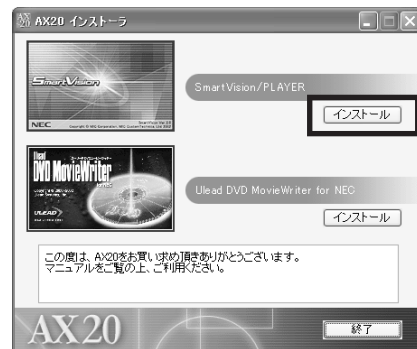 AX20 インストーラ
SmartVision
NEC
SmartVision/PLAYER
インストール
Ulead
DVD MovieWriter
for NEC
ULEAD
Ulead DVD MovieWriter for NEC
インストール
この度は、AX20をお買い求め頂きありがとうございます。
マニュアルをご覧の上、ご利用ください。
AX20
終了